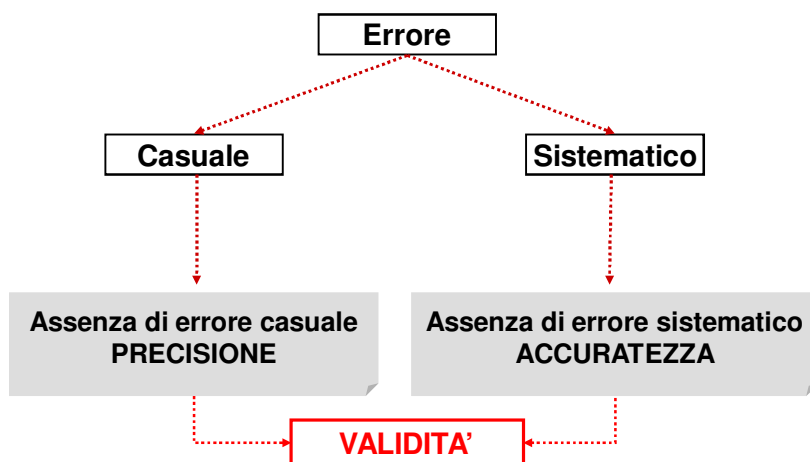 Errore
Casuale
Sistematico
Assenza di errore casuale
PRECISIONE
Assenza di errore sistematico
ACCURATEZZA
VALIDITA’